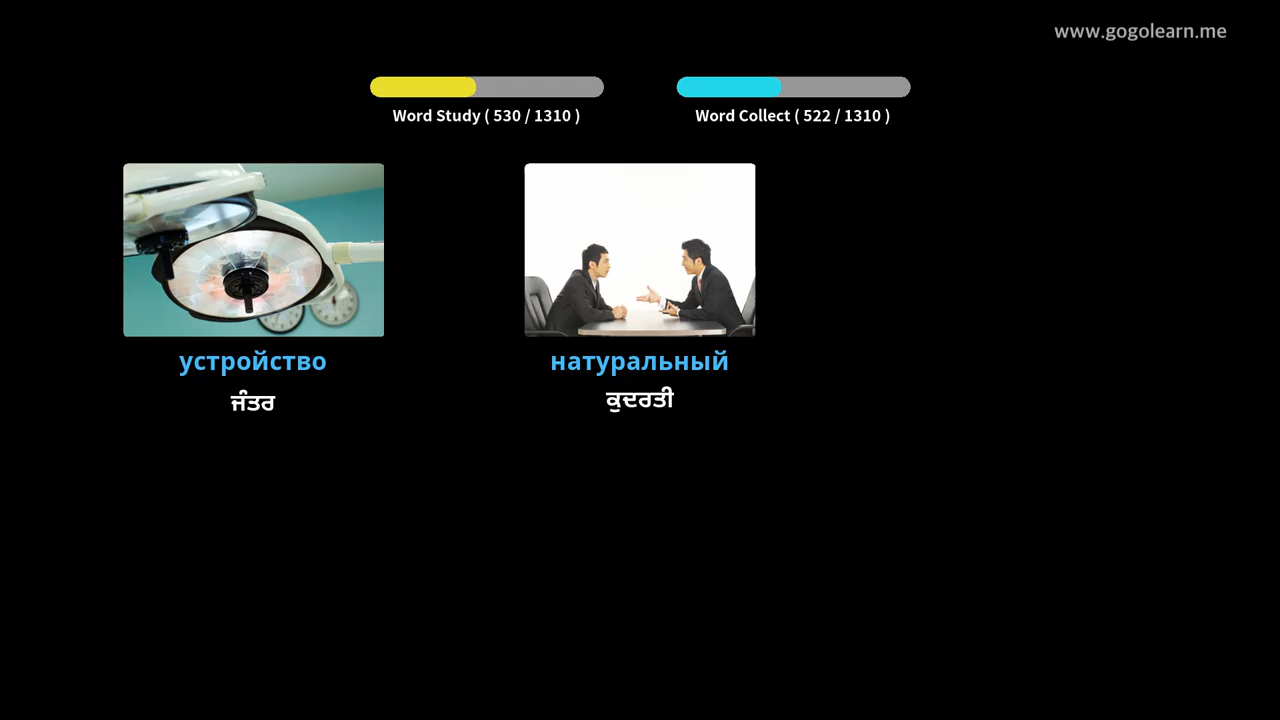 www.gogolearn.me
Word Study ( 530 / 1310 )
Word Collect ( 522 / 1310 )
устройство
натуральный
ਜੰਤਰ
ਕੁਦਰਤੀ